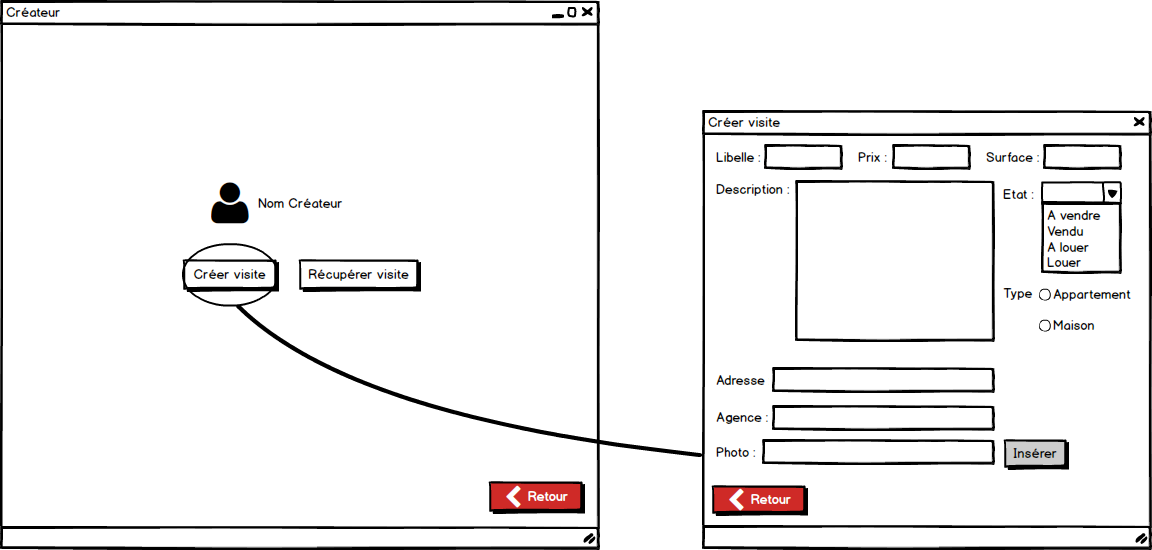 Créateur
Nom Créateur
Créer visite
Récupérer visite
Retour
Créer visite
Libelle :
Prix :
Surface :
Description :
Etat :
A vendre
Vendu
A louer
Louer
Type
Appartement
Maison
Adresse
Agence :
Photo :
Insérer
Retour